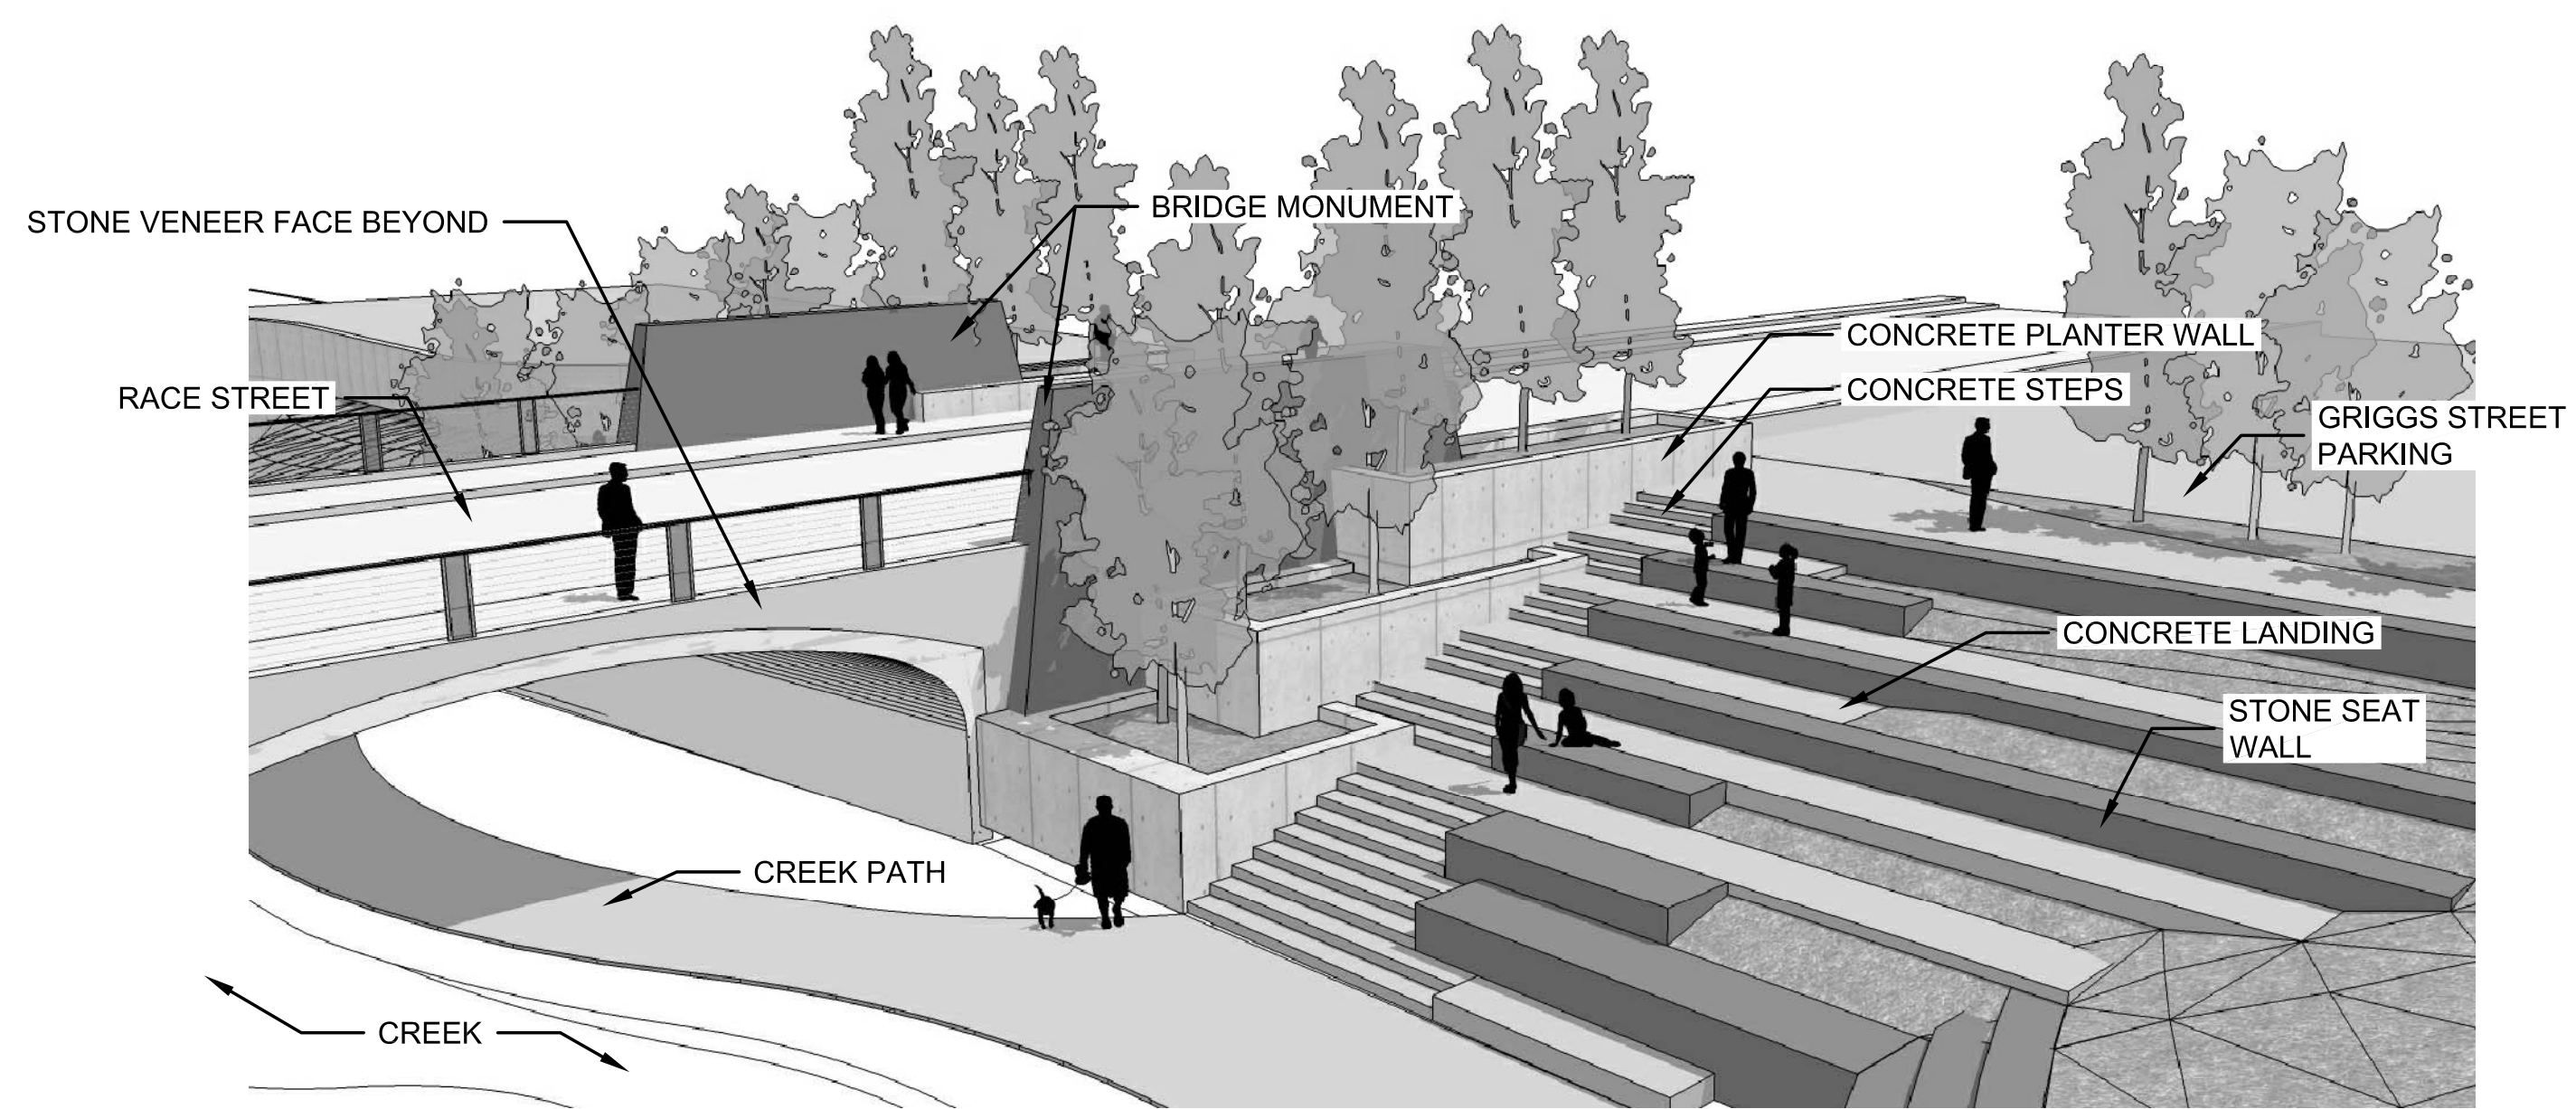 STONE VENEER FACE BEYOND
BRIDGE MONUMENT
RACE STREET
CONCRETE PLANTER WALL
CONCRETE STEPS
GRIGGS STREET
PARKING
CONCRETE LANDING
STONE SEAT
WALL
CREEK PATH
CREEK